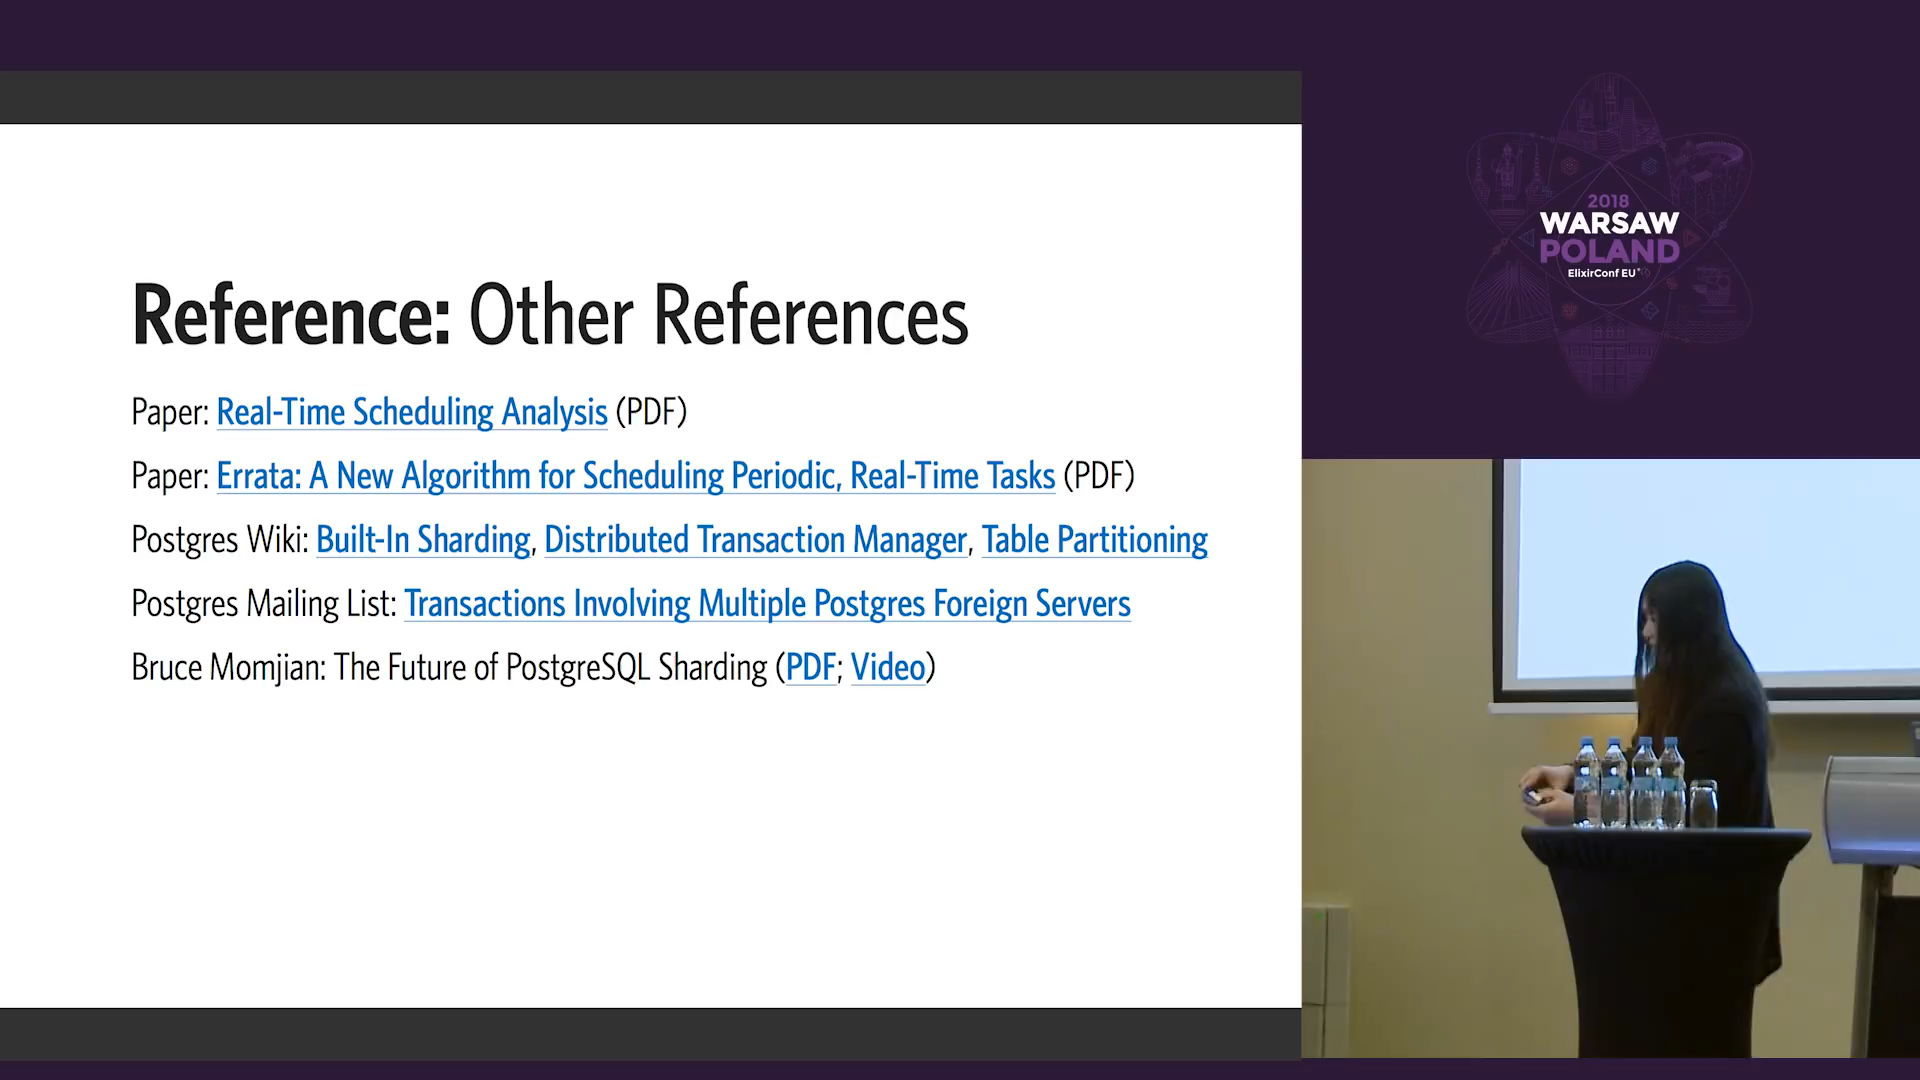 Reference: Other References
Paper: Real-Time Scheduling Analysis (PDF)
Paper: Errata: A New Algorithm for Scheduling Periodic, Real-Time Tasks (PDF)
Postgres Wiki: Built-In Sharding, Distributed Transaction Manager, Table Partitioning
Postgres Mailing List: Transactions Involving Multiple Postgres Foreign Servers
Bruce Momjian: The Future of PostgreSQL Sharding (PDF; Video)
2018
WARSAW
POLAND
ElixirConf EU